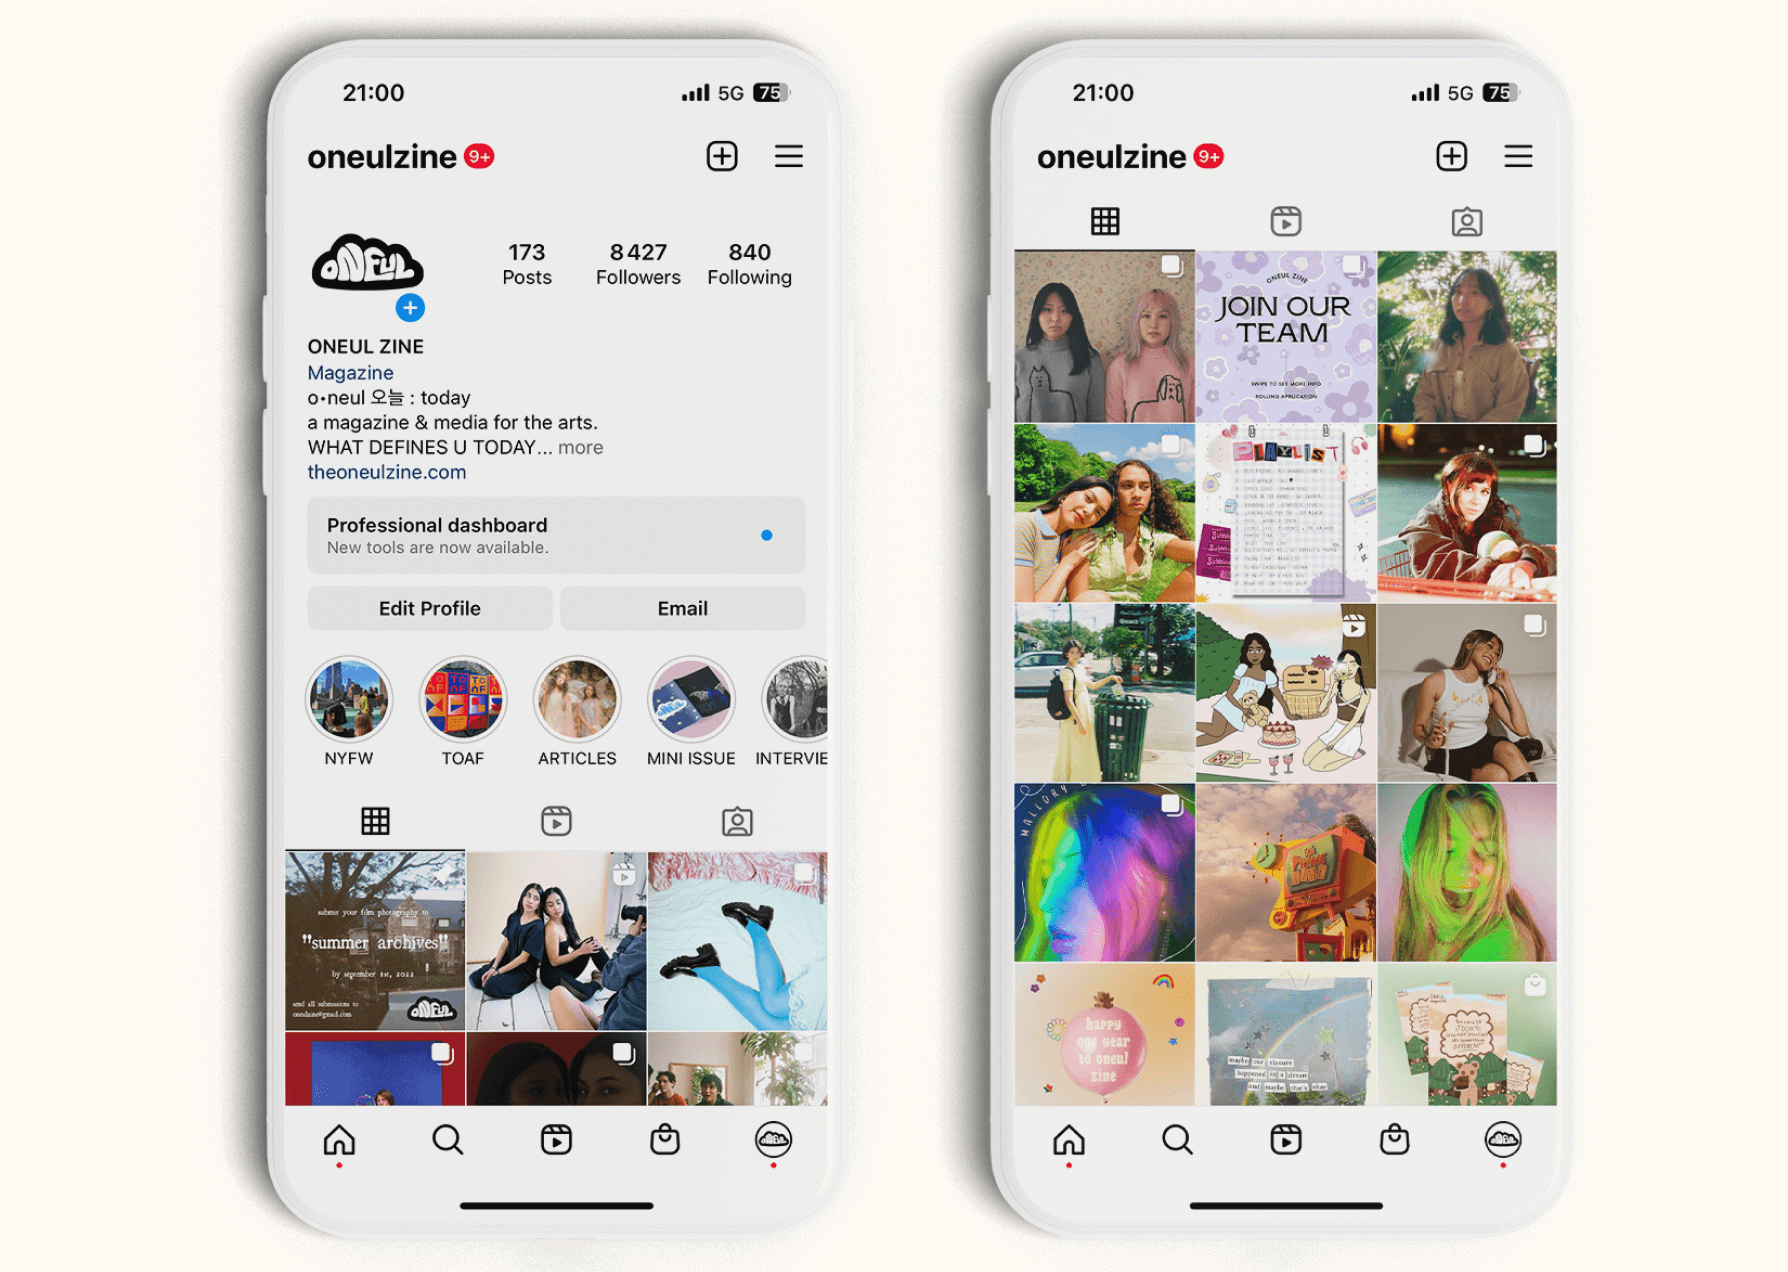 21:00
5G 75
oneulzine 9+
ONEUL
173
8 427
840
Posts
Followers
Following
ONEUL ZINE
Magazine
o•neul 오늘 : today
a magazine & media for the arts.
WHAT DEFINES U TODAY... more
theoneulzine.com
Professional dashboard
New tools are now available.
Edit Profile
Email
NYFW
TOAF
ARTICLES
MINI ISSUE
INTERVIE
submit your film photography to
"summer archives"
by september 1st, 2022
send all submissions to
oneulzine@gmail.com
ONEUL
21:00
5G 75
oneulzine 9+
ONEUL ZINE
JOIN OUR
TEAM
SWIPE TO SEE MORE INFO
ROLLING APPLICATION
PLAYLIST
MALLORY
happy
one year
to oneul
zine
maybe our closure
happened in a dream
and maybe that's okay